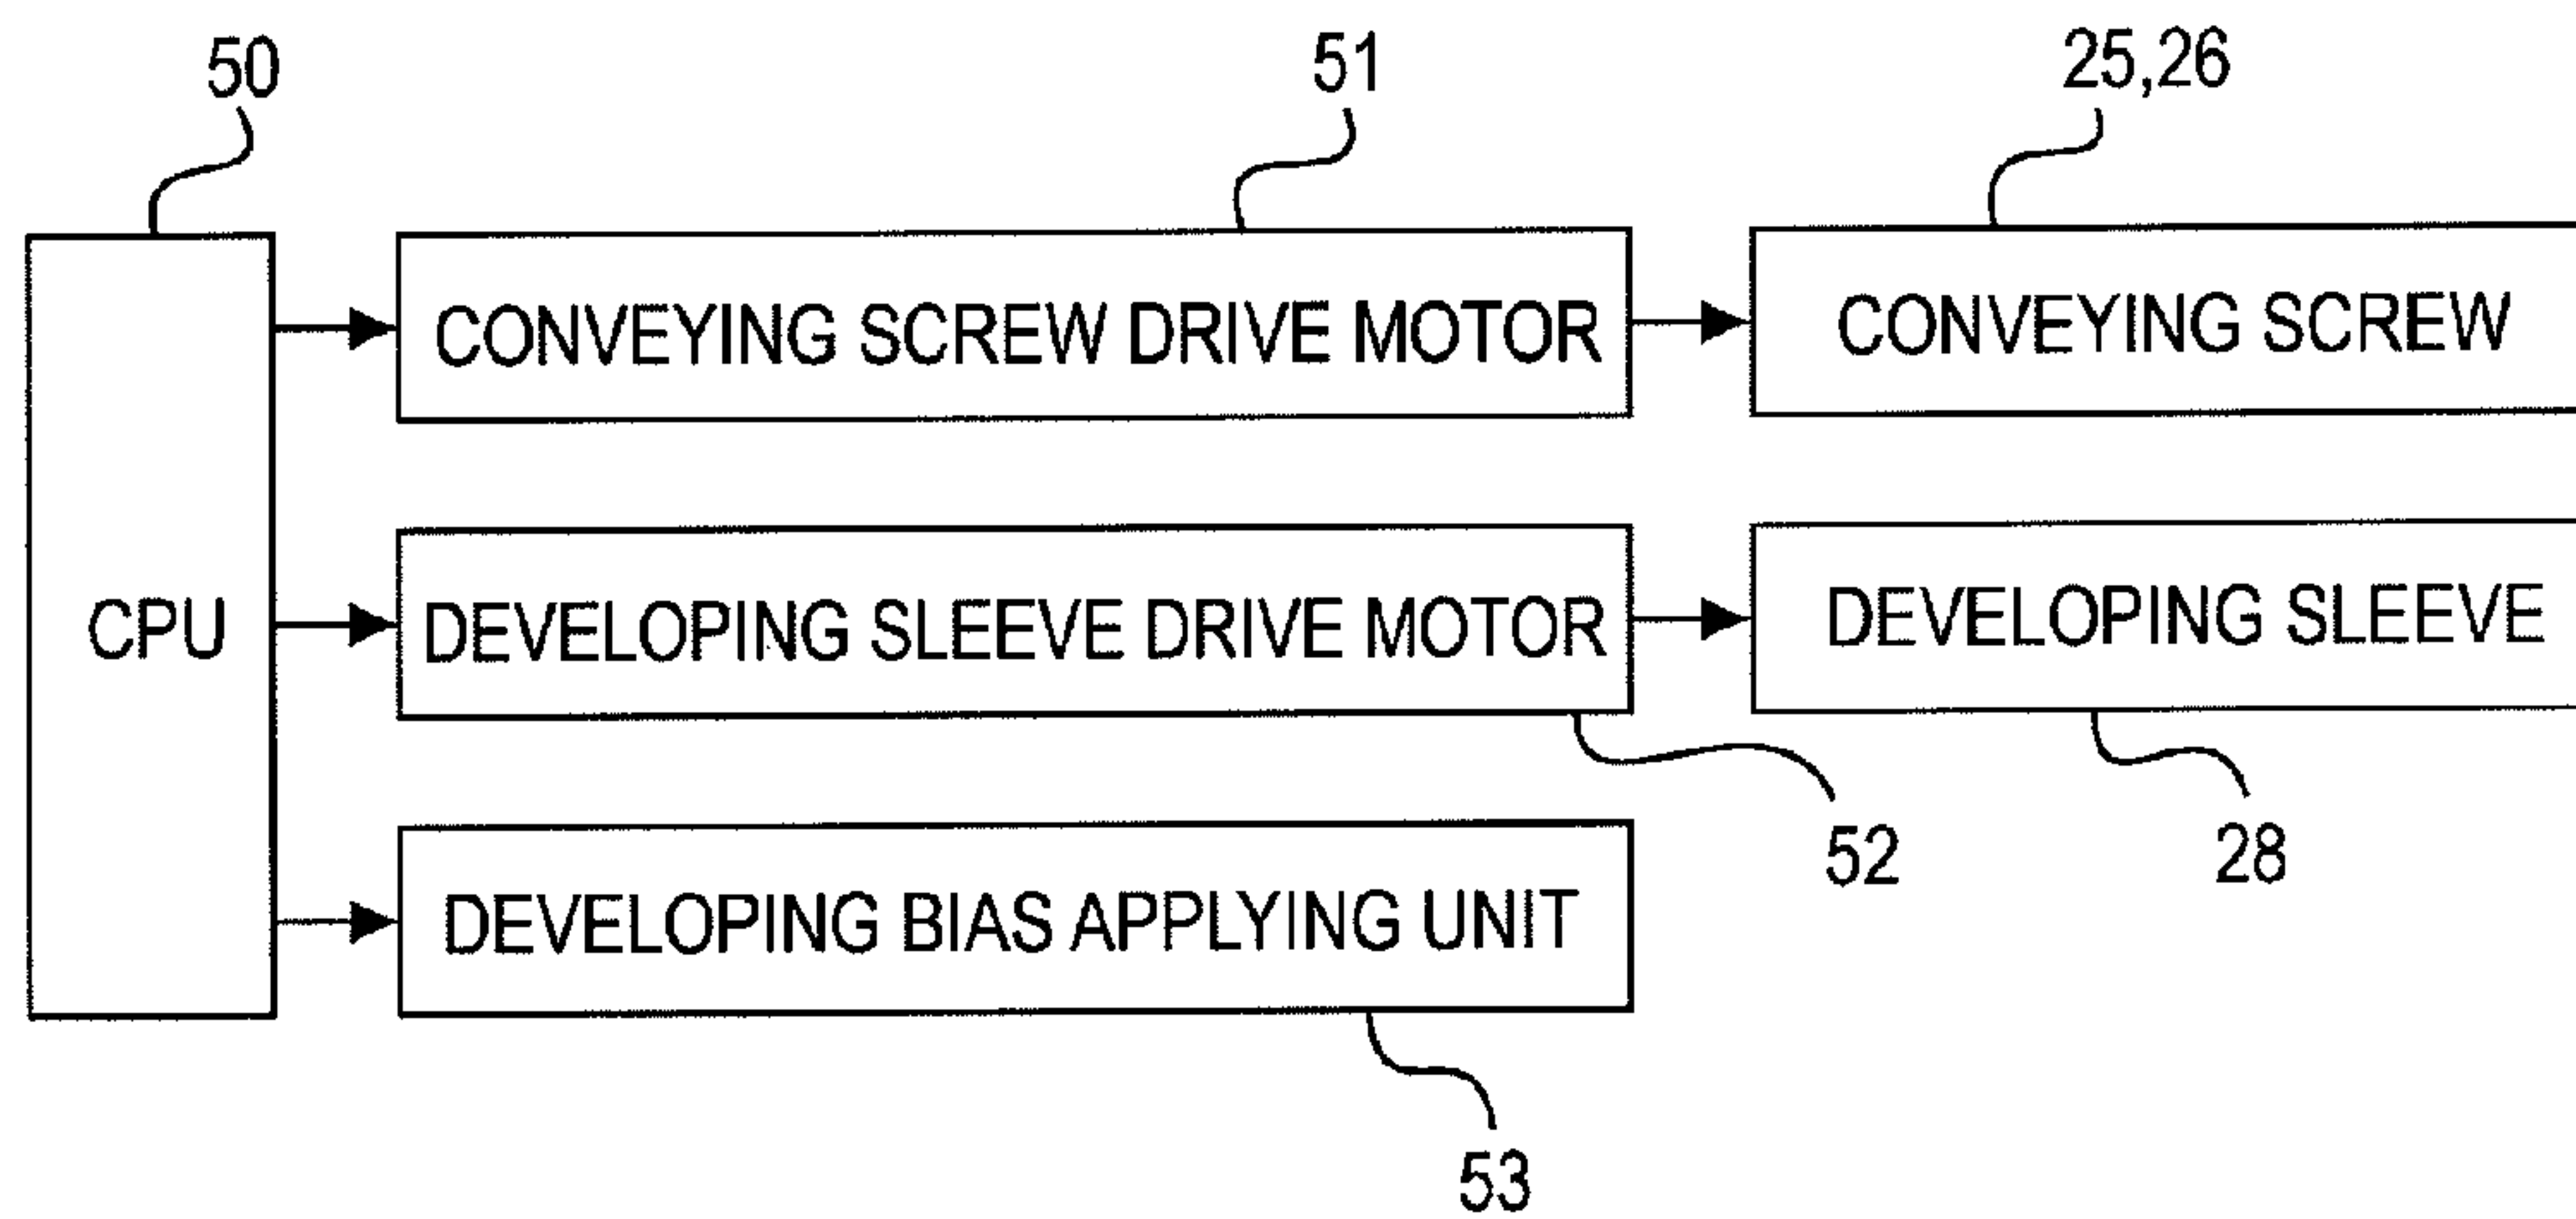 50
51
25,26
CONVEYING SCREW DRIVE MOTOR
CONVEYING SCREW
CPU
DEVELOPING SLEEVE DRIVE MOTOR
DEVELOPING SLEEVE
52
28
DEVELOPING BIAS APPLYING UNIT
53